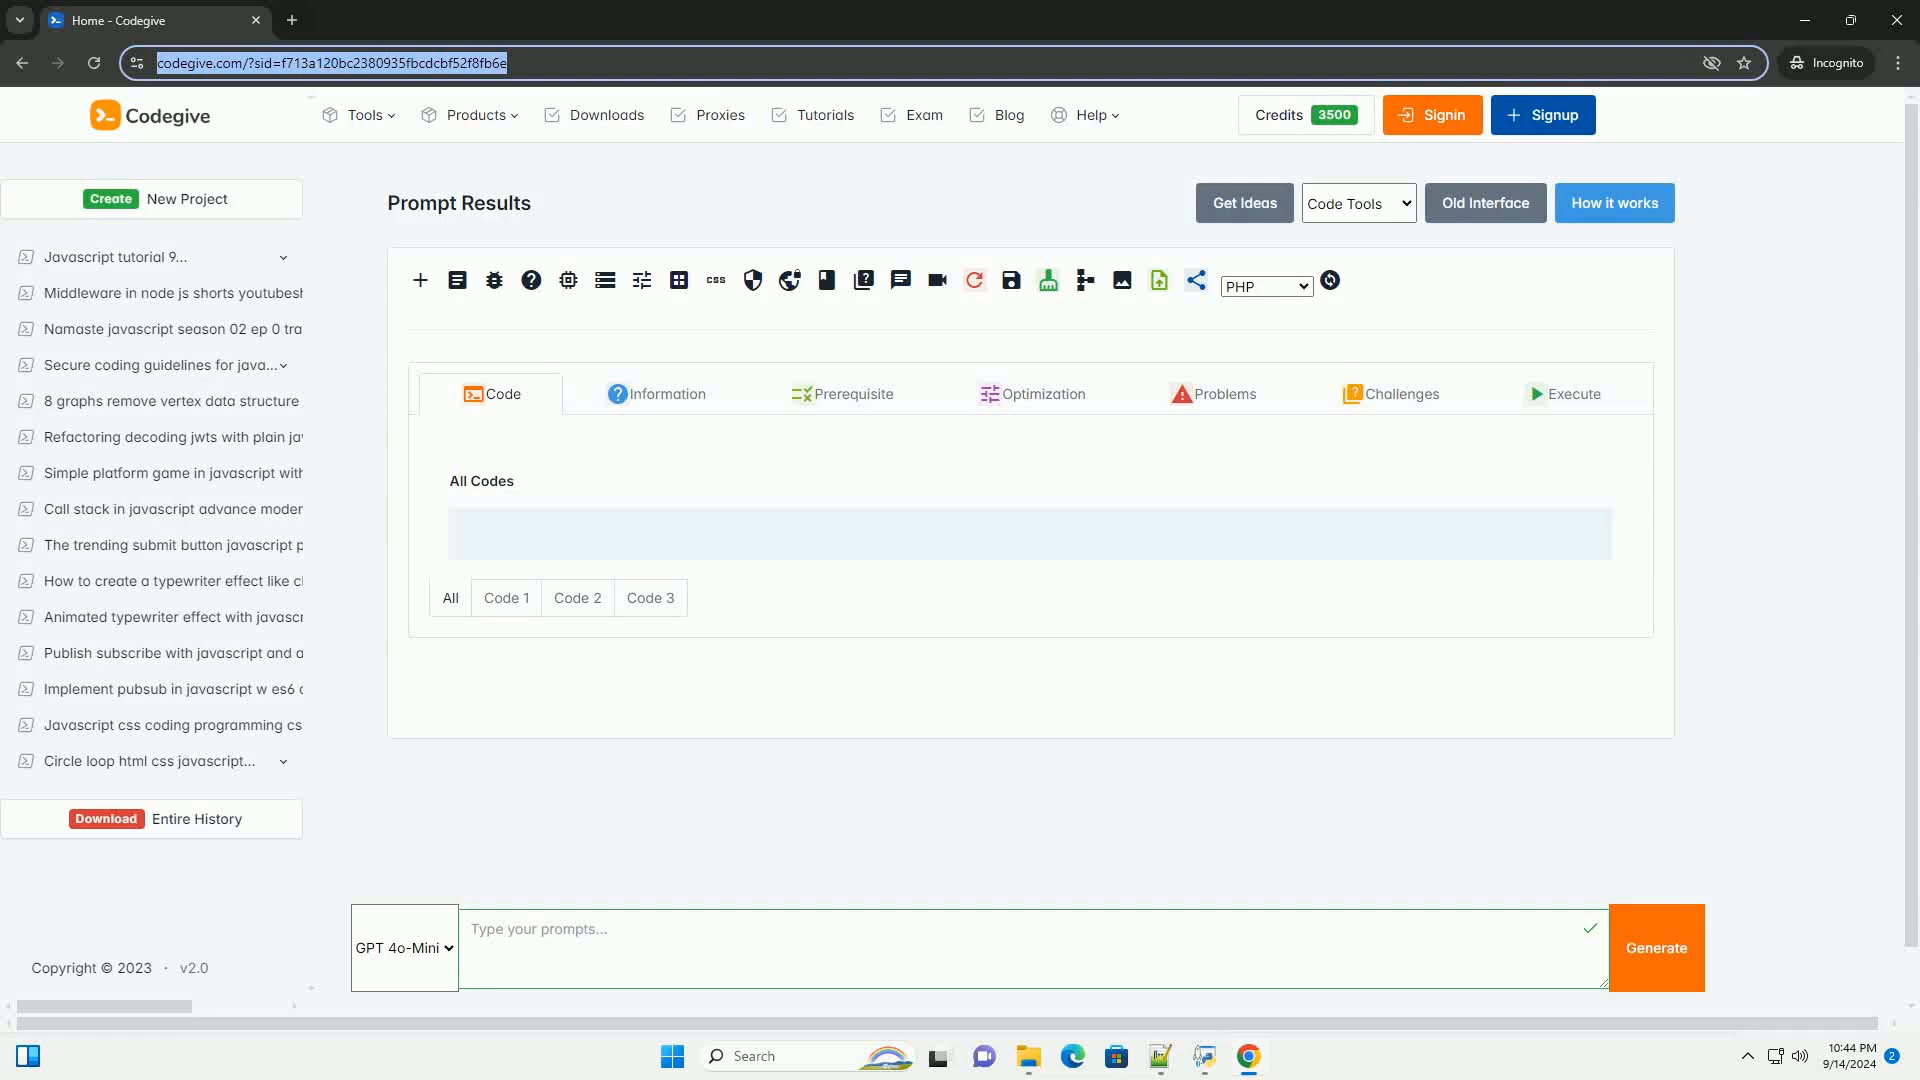 Home - Codegive
codegive.com/?sid=f713a120bc2380935fbcdcbf52f8fb6e
Incognito
Codegive
Tools
Products
Downloads
Proxies
Tutorials
Exam
Blog
Help
Credits 3500
Signin
Signup
Create New Project
Javascript tutorial 9...
Middleware in node js shorts youtubesh
Namaste javascript season 02 ep 0 tra
Secure coding guidelines for java...
8 graphs remove vertex data structure
Refactoring decoding jwts with plain ja
Simple platform game in javascript with
Call stack in javascript advance moder
The trending submit button javascript p
How to create a typewriter effect like c
Animated typewriter effect with javascr
Publish subscribe with javascript and a
Implement pubsub in javascript w es6 c
Javascript css coding programming cs
Circle loop html css javascript...
Download Entire History
Copyright © 2023 · v2.0
Prompt Results
Get Ideas
Code Tools
Old Interface
How it works
CSS
PHP
Code
Information
Prerequisite
Optimization
Problems
Challenges
Execute
All Codes
All
Code 1
Code 2
Code 3
GPT 4o-Mini
Type your prompts...
Generate
Search
10:44 PM
9/14/2024
2